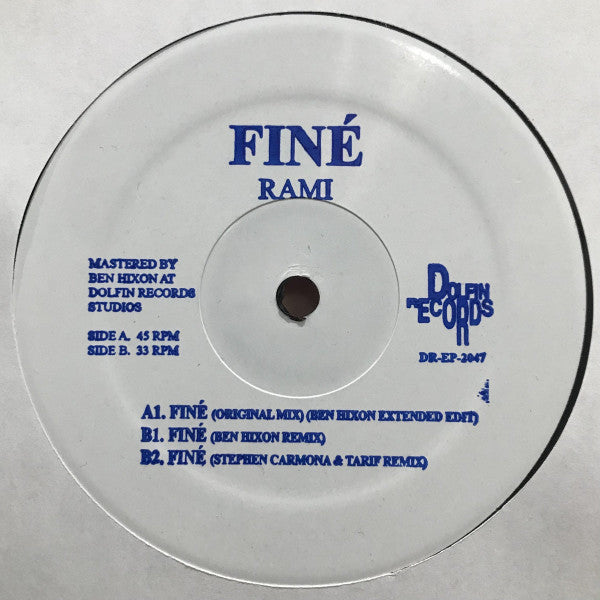 FINÉ
RAMI
MASTERED BY
BEN HIXON AT
DOLFIN RECORDS
STUDIOS
SIDE A. 45 RPM
SIDE B. 33 RPM
DOLFIN
RECORDS
DR-EP-2047
A1. FINÉ (ORIGINAL MIX) (BEN HIXON EXTENDED EDIT)
B1. FINÉ (BEN HIXON REMIX)
B2. FINÉ (STEPHEN CARMONA & TARIF REMIX)